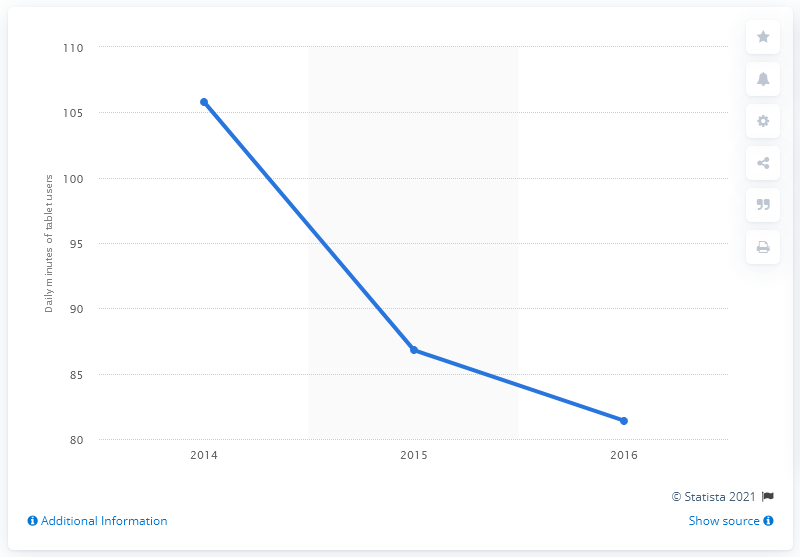 110
105
100
95
90
85
80
Daily minutes of tablet users
2014 2015 2016
© Statista 2021
Additional Information
Show source